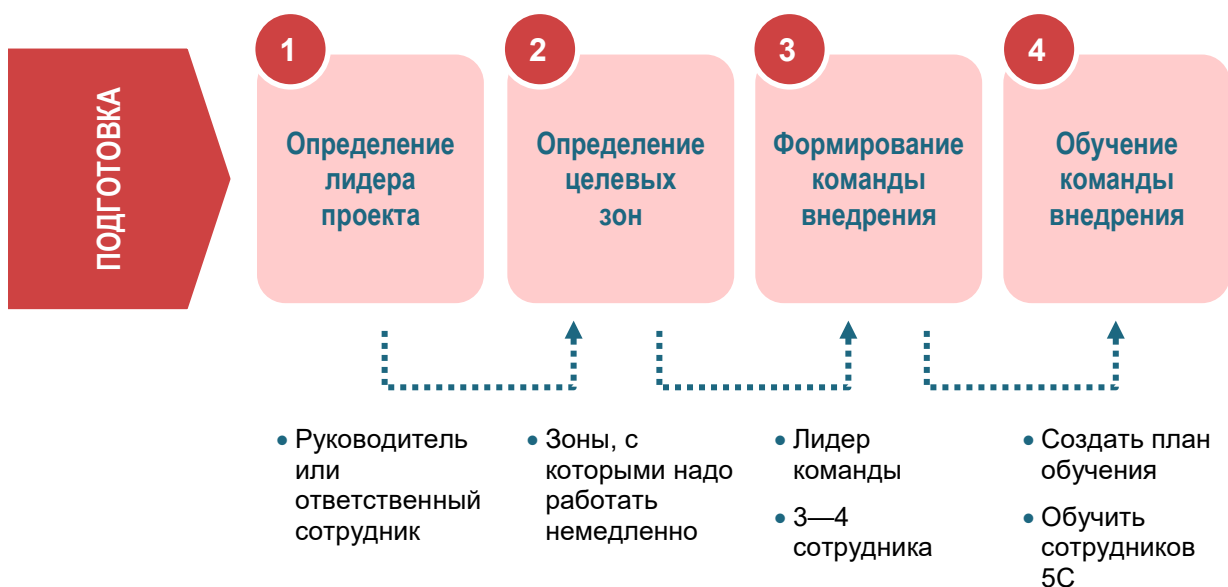 ПОДГОТОВКА
1
Определение
лидера
проекта
2
Определение
целевых
зон
3
Формирование
команды
внедрения
4
Обучение
команды
внедрения
• Руководитель
или
ответственный
сотрудник
• Зоны, с
которыми надо
работать
немедленно
• Лидер
команды
• 3—4
сотрудника
• Создать план
обучения
• Обучить
сотрудников
5С